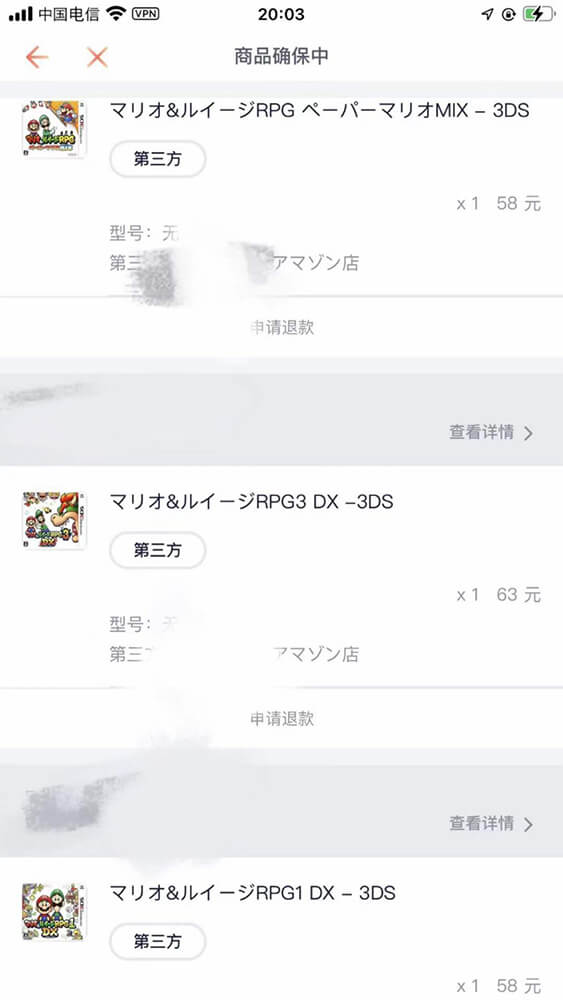 中国电信 VPN 20:03
商品确保中
マリオ&ルイージRPG ペーパーマリオMIX – 3DS
第三方
x 1 58 元
型号：无
第三
アマゾン店
申请退款
查看详情
マリオ&ルイージRPG3 DX –3DS
第三方
x 1 63 元
型号：
第三
アマゾン店
申请退款
查看详情
マリオ&ルイージRPG1 DX – 3DS
第三方
x 1 58 元